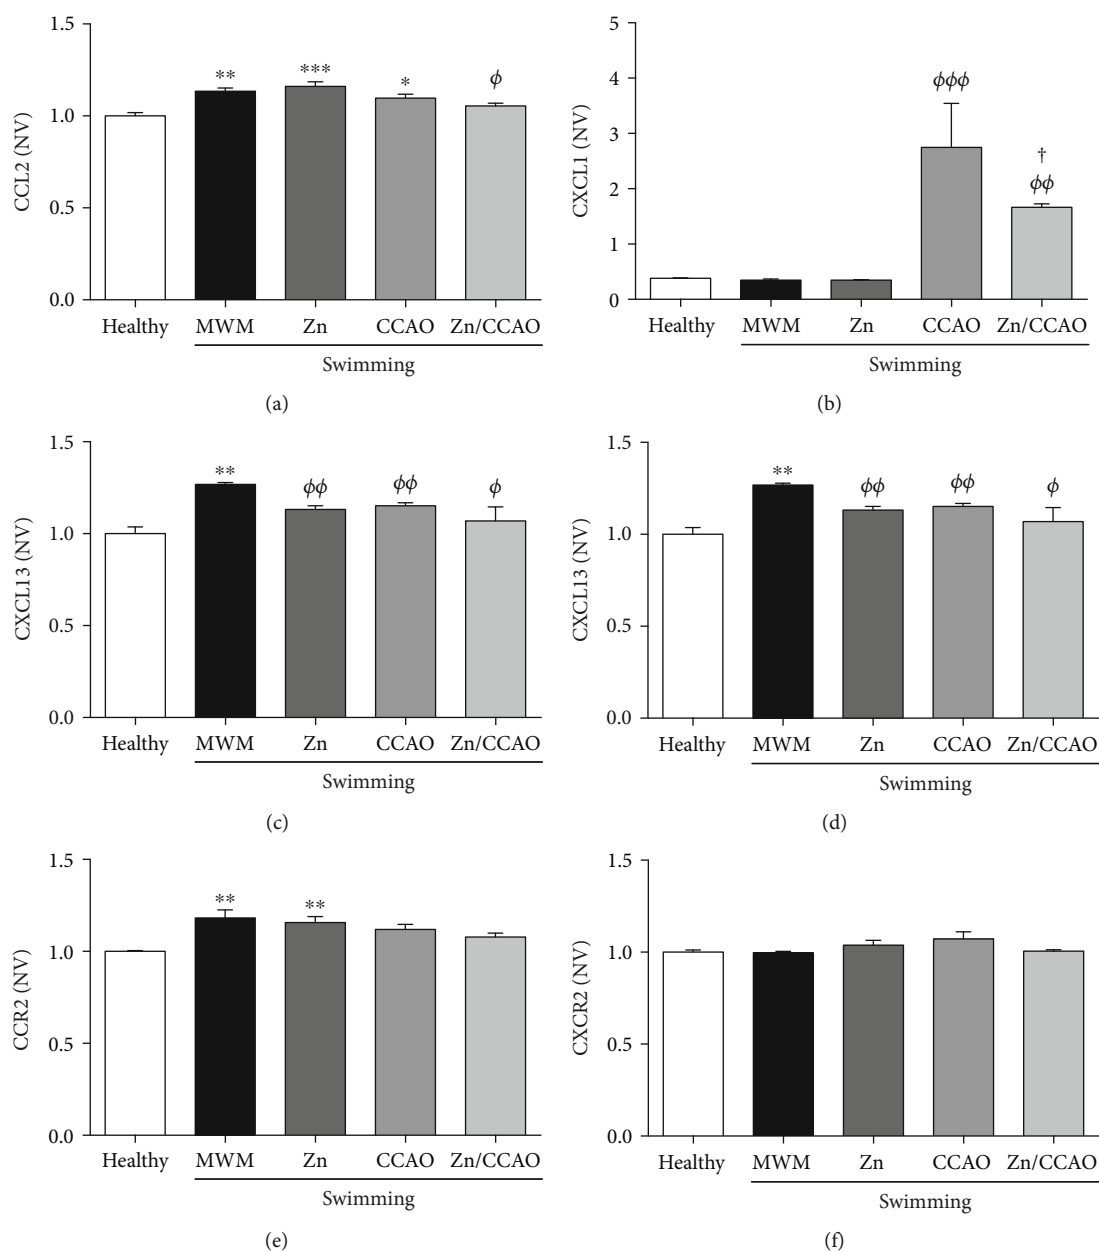 CCL2 (NV)
1.5
1.0
0.5
0.0
** *** * ϕ
Healthy MWM Zn CCAO Zn/CCAO
Swimming
(a)
CXCL1 (NV)
5
4
3
2
1
0
ϕϕϕ
†
ϕϕ
Healthy MWM Zn CCAO Zn/CCAO
Swimming
(b)
CXCL13 (NV)
1.5
1.0
0.5
0.0
** ϕϕ ϕϕ ϕ
Healthy MWM Zn CCAO Zn/CCAO
Swimming
(c)
CXCL13 (NV)
1.5
1.0
0.5
0.0
** ϕϕ ϕϕ ϕ
Healthy MWM Zn CCAO Zn/CCAO
Swimming
(d)
CCR2 (NV)
1.5
1.0
0.5
0.0
** **
Healthy MWM Zn CCAO Zn/CCAO
Swimming
(e)
CXCR2 (NV)
1.5
1.0
0.5
0.0
Healthy MWM Zn CCAO Zn/CCAO
Swimming
(f)